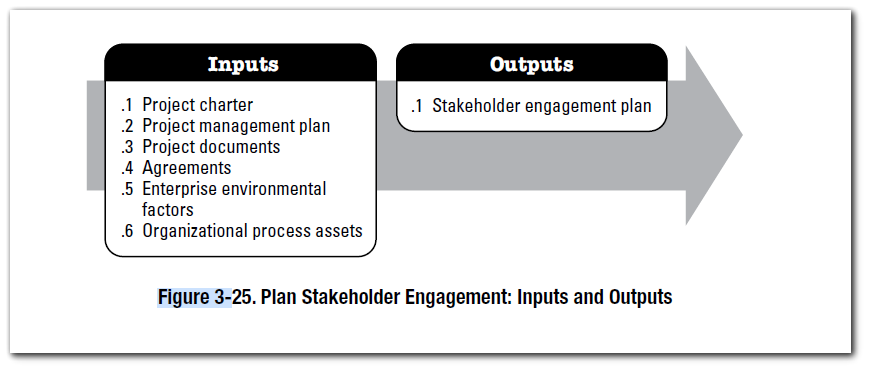 Inputs
.1 Project charter
.2 Project management plan
.3 Project documents
.4 Agreements
.5 Enterprise environmental
factors
.6 Organizational process assets
Outputs
.1 Stakeholder engagement plan
Figure 3-25. Plan Stakeholder Engagement: Inputs and Outputs